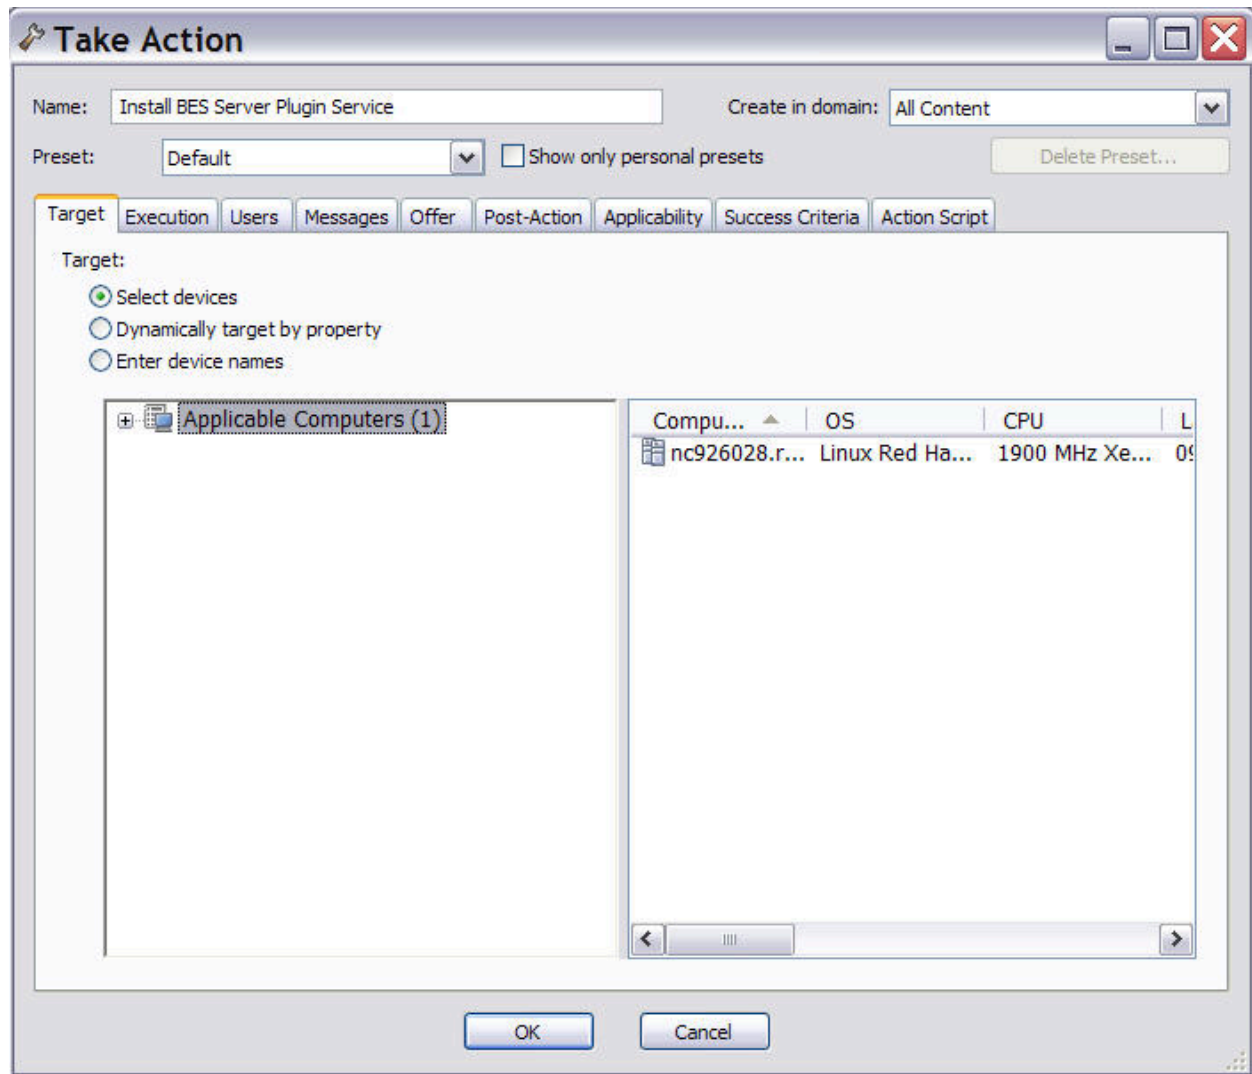 Take Action
Name: Install BES Server Plugin Service Create in domain: All Content
Preset: Default Show only personal presets Delete Preset...
Target Execution Users Messages Offer Post-Action Applicability Success Criteria Action Script
Target:
Select devices
Dynamically target by property
Enter device names
Applicable Computers (1)
Compu... OS CPU L
nc926028.r... Linux Red Ha... 1900 MHz Xe... 09
OK Cancel